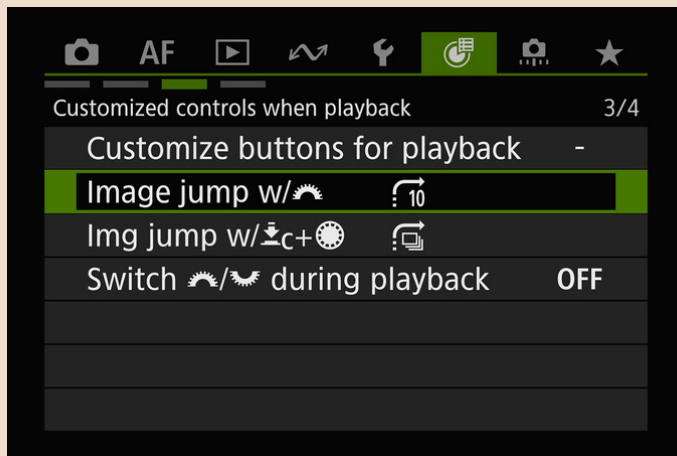 AF
Customized controls when playback 3/4
Customize buttons for playback -
Image jump w/ 10
Img jump w/ C+
Switch / during playback OFF